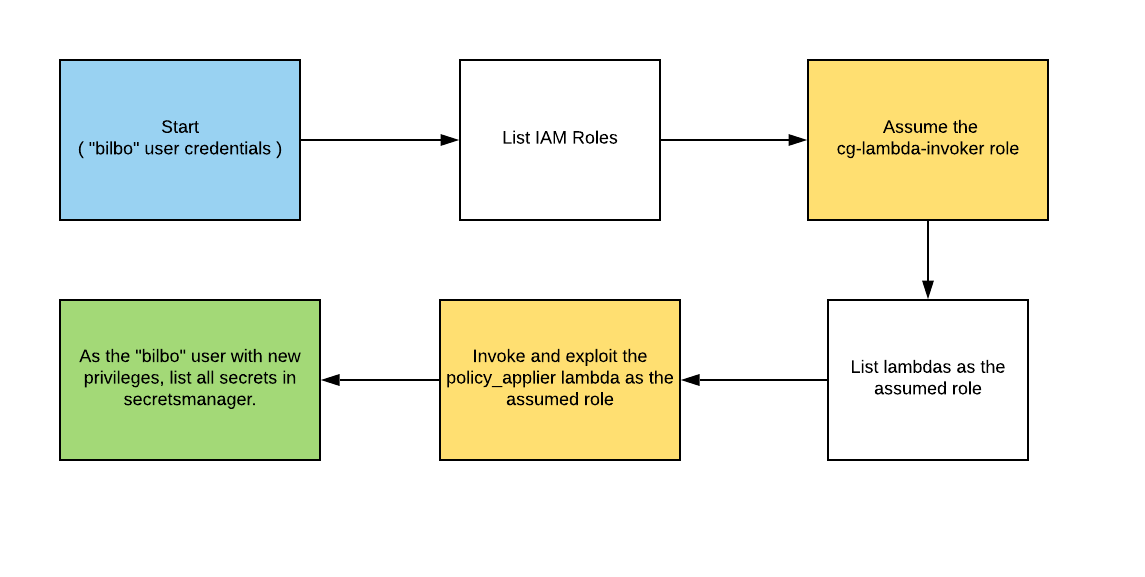 Start
( "bilbo" user credentials )
List IAM Roles
Assume the
cg-lambda-invoker role
List lambdas as the
assumed role
Invoke and exploit the
policy_applier lambda as the
assumed role
As the "bilbo" user with new
privileges, list all secrets in
secretsmanager.